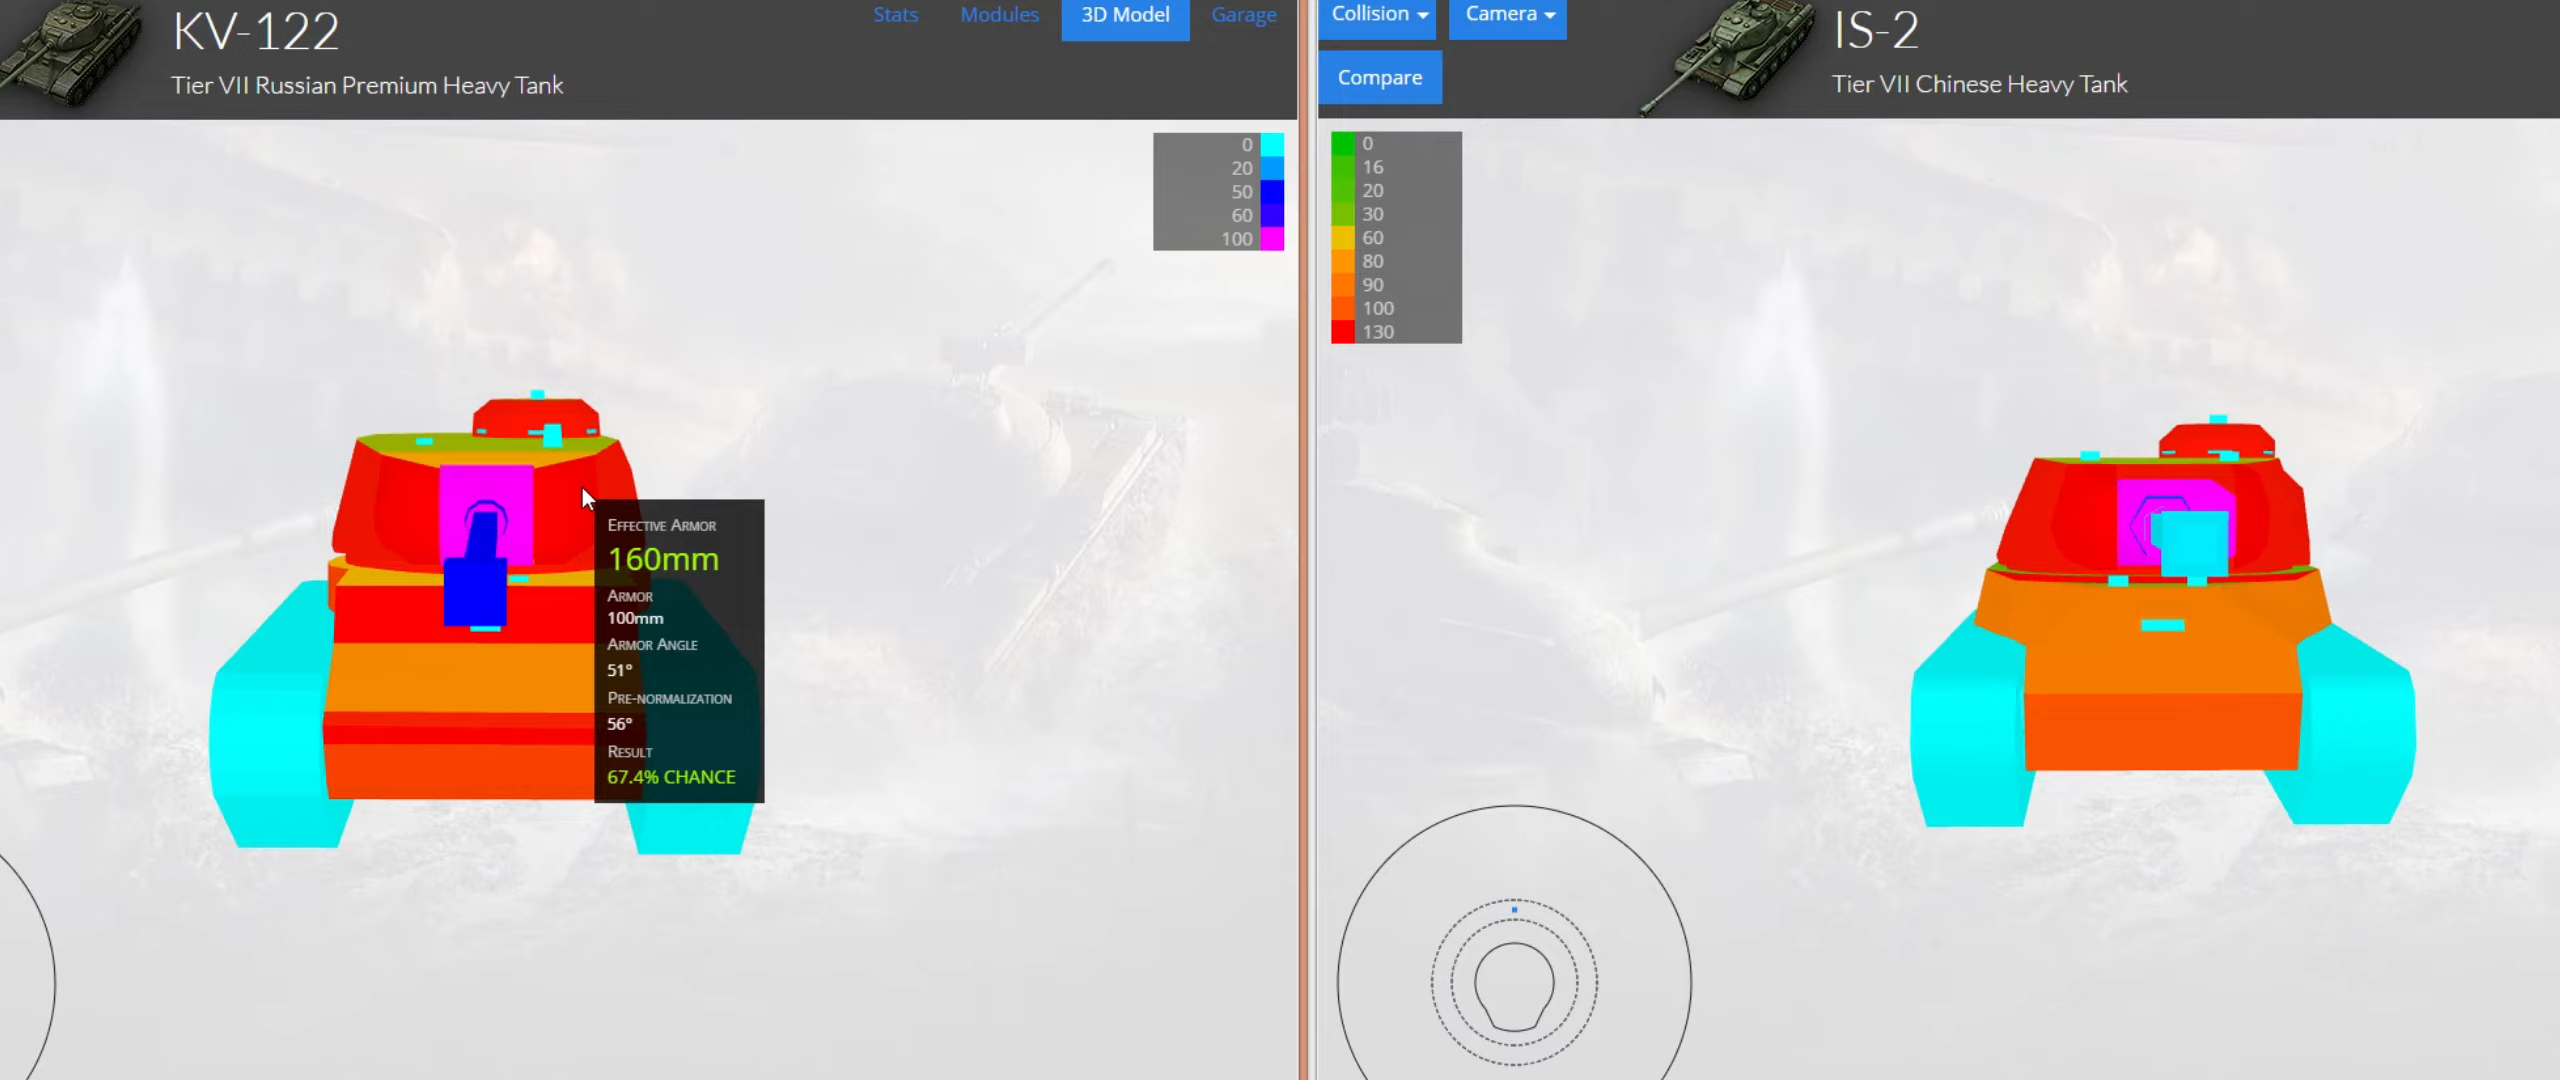 KV-122
Tier VII Russian Premium Heavy Tank
Stats
Modules
3D Model
Garage
0
20
50
60
100
EFFECTIVE ARMOR
160mm
ARMOR
100mm
ARMOR ANGLE
51°
PRE-NORMALIZATION
56°
RESULT
67.4% CHANCE
Collision
Camera
Compare
IS-2
Tier VII Chinese Heavy Tank
0
16
20
30
60
80
90
100
130